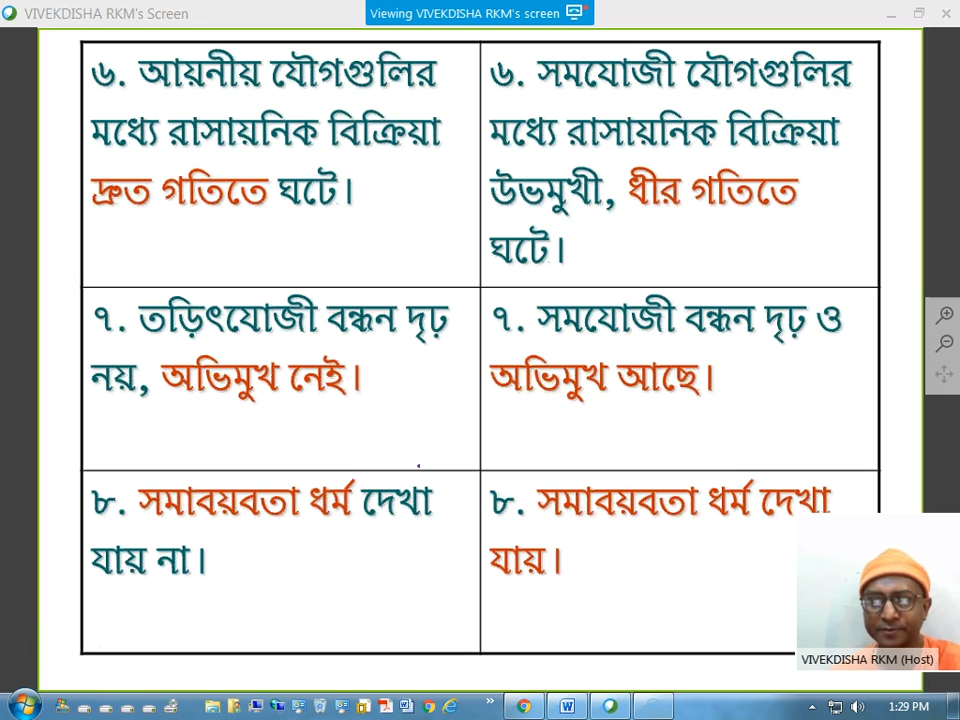 VIVEKDISHA RKM's Screen
Viewing VIVEKDISHA RKM's screen
৬. আয়নীয় যৌগগুলির
মধ্যে রাসায়নিক বিক্রিয়া
দ্রুত গতিতে ঘটে।
৬. সমযোজী যৌগগুলির
মধ্যে রাসায়নিক বিক্রিয়া
উভমুখী, ধীর গতিতে
ঘটে।
৭. তড়িৎযোজী বন্ধন দৃঢ়
নয়, অভিমুখ নেই।
৭. সমযোজী বন্ধন দৃঢ় ও
অভিমুখ আছে।
৮. সমাবয়বতা ধর্ম দেখা
যায় না।
৮. সমাবয়বতা ধর্ম দেখা
যায়।
VIVEKDISHA RKM (Host)
1:29 PM